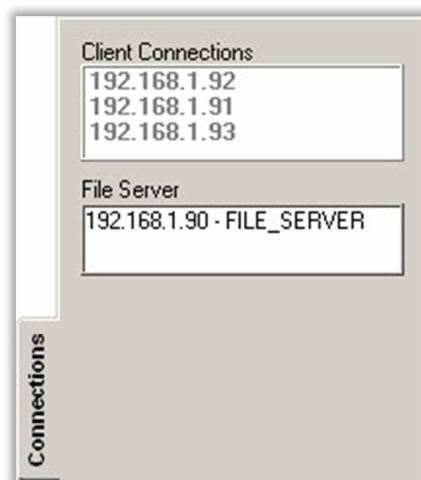 Client Connections
192.168.1.92
192.168.1.91
192.168.1.93
File Server
192.168.1.90 - FILE_SERVER
Connections